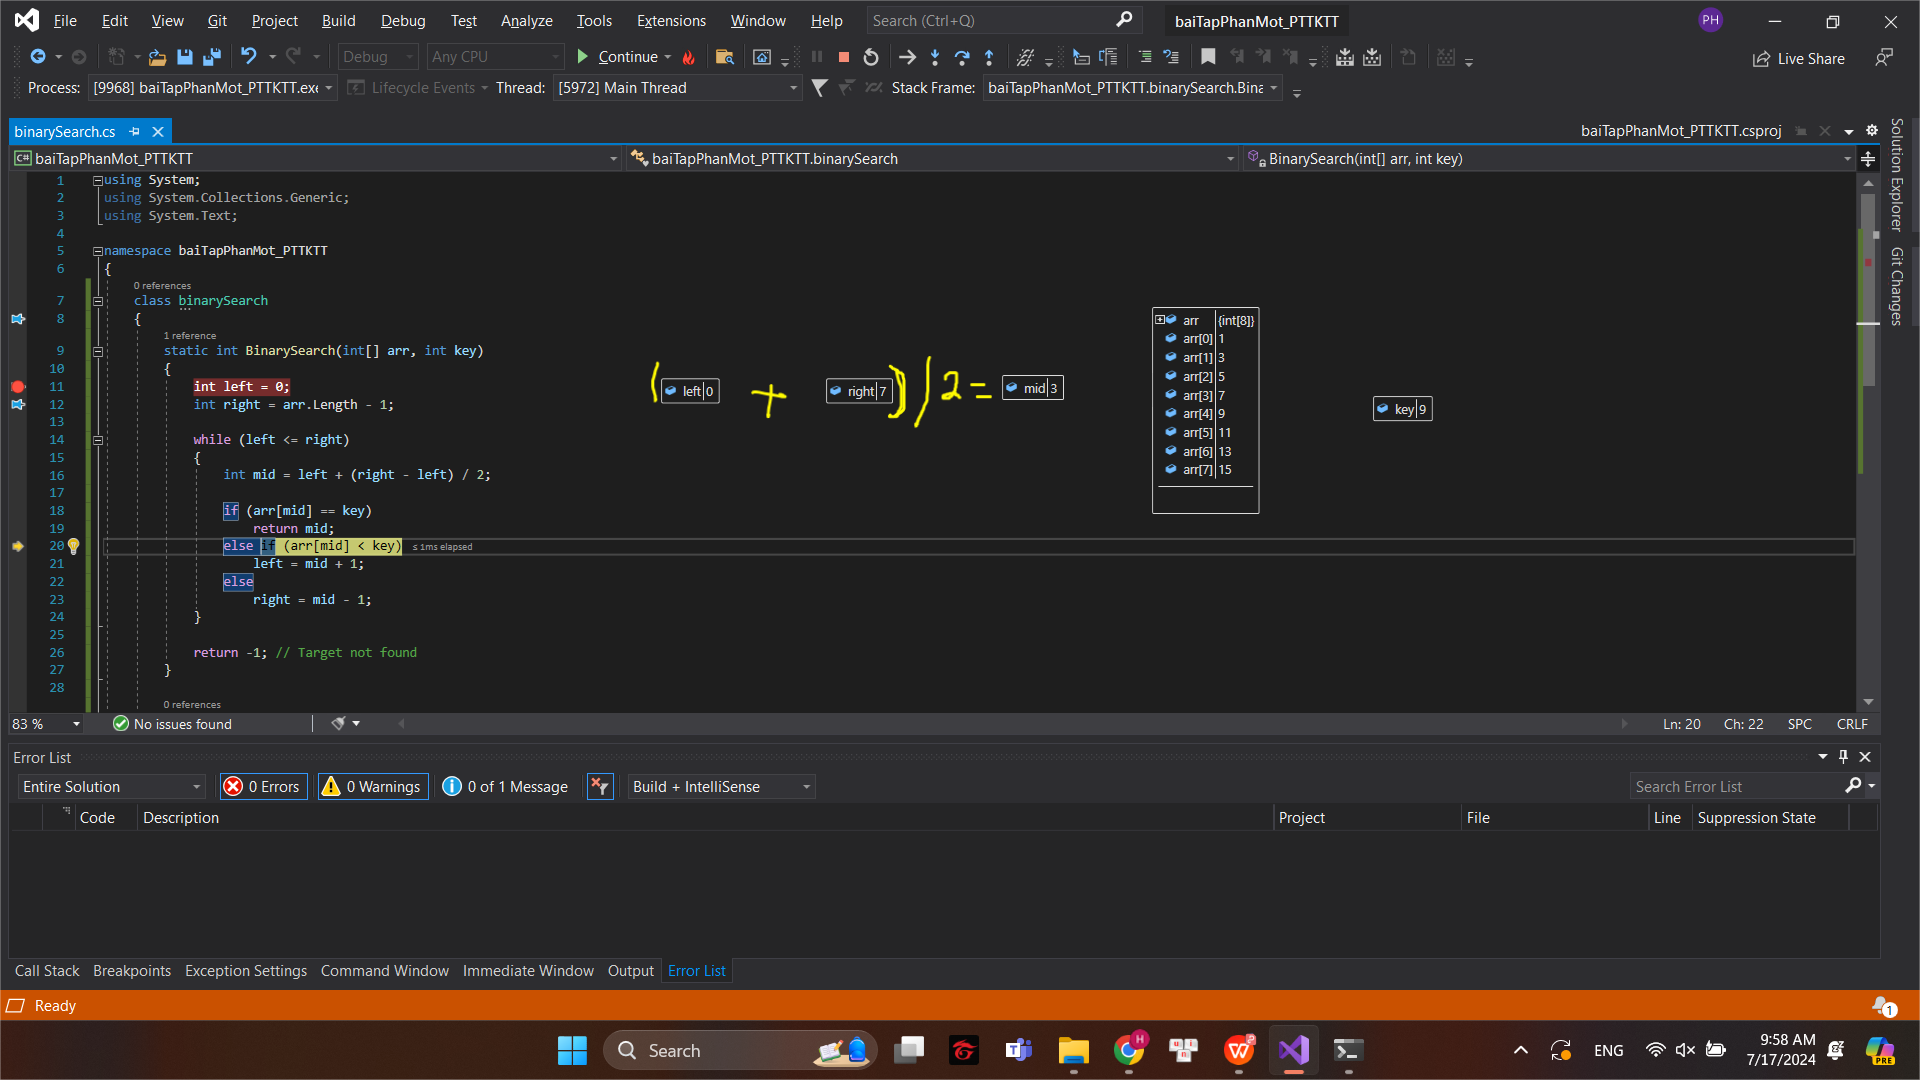 File Edit View Git Project Build Debug Test Analyze Tools Extensions Window Help Search (Ctrl+Q) baiTapPhanMot_PTTKTT PH
Debug Any CPU Continue Live Share
Process: [9968] baiTapPhanMot_PTTKTT.exe Lifecycle Events Thread: [5972] Main Thread Stack Frame: baiTapPhanMot_PTTKTT.binarySearch.Bina
binarySearch.cs baiTapPhanMot_PTTKTT.csproj
C# baiTapPhanMot_PTTKTT baiTapPhanMot_PTTKTT.binarySearch BinarySearch(int[] arr, int key)
Solution Explorer
Git Changes
1 using System;
2 using System.Collections.Generic;
3 using System.Text;
4
5 namespace baiTapPhanMot_PTTKTT
6 {
0 references
7 class binarySearch
8 {
1 reference
9 static int BinarySearch(int[] arr, int key)
10 {
11 int left = 0;
12 int right = arr.Length - 1;
13
14 while (left <= right)
15 {
16 int mid = left + (right - left) / 2;
17
18 if (arr[mid] == key)
19 return mid;
20 else if (arr[mid] < key) ≤ 1ms elapsed
21 left = mid + 1;
22 else
23 right = mid - 1;
24 }
25
26 return -1; // Target not found
27 }
28
0 references
( left 0 + right 7 ) / 2 = mid 3
arr {int[8]}
arr[0] 1
arr[1] 3
arr[2] 5
arr[3] 7
arr[4] 9
arr[5] 11
arr[6] 13
arr[7] 15
key 9
83 % No issues found Ln: 20 Ch: 22 SPC CRLF
Error List
Entire Solution 0 Errors 0 Warnings 0 of 1 Message Build + IntelliSense Search Error List
Code Description Project File Line Suppression State
Call Stack Breakpoints Exception Settings Command Window Immediate Window Output Error List
Ready 1
Search ENG 9:58 AM
7/17/2024 PRE